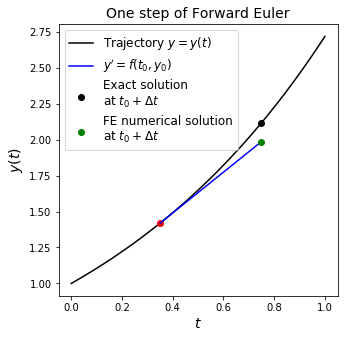 One step of Forward Euler
Trajectory y = y(t)
y' = f(t₀, y₀)
Exact solution
at t₀ + Δt
FE numerical solution
at t₀ + Δt
y(t)
2.75
2.50
2.25
2.00
1.75
1.50
1.25
1.00
0.0 0.2 0.4 0.6 0.8 1.0
t